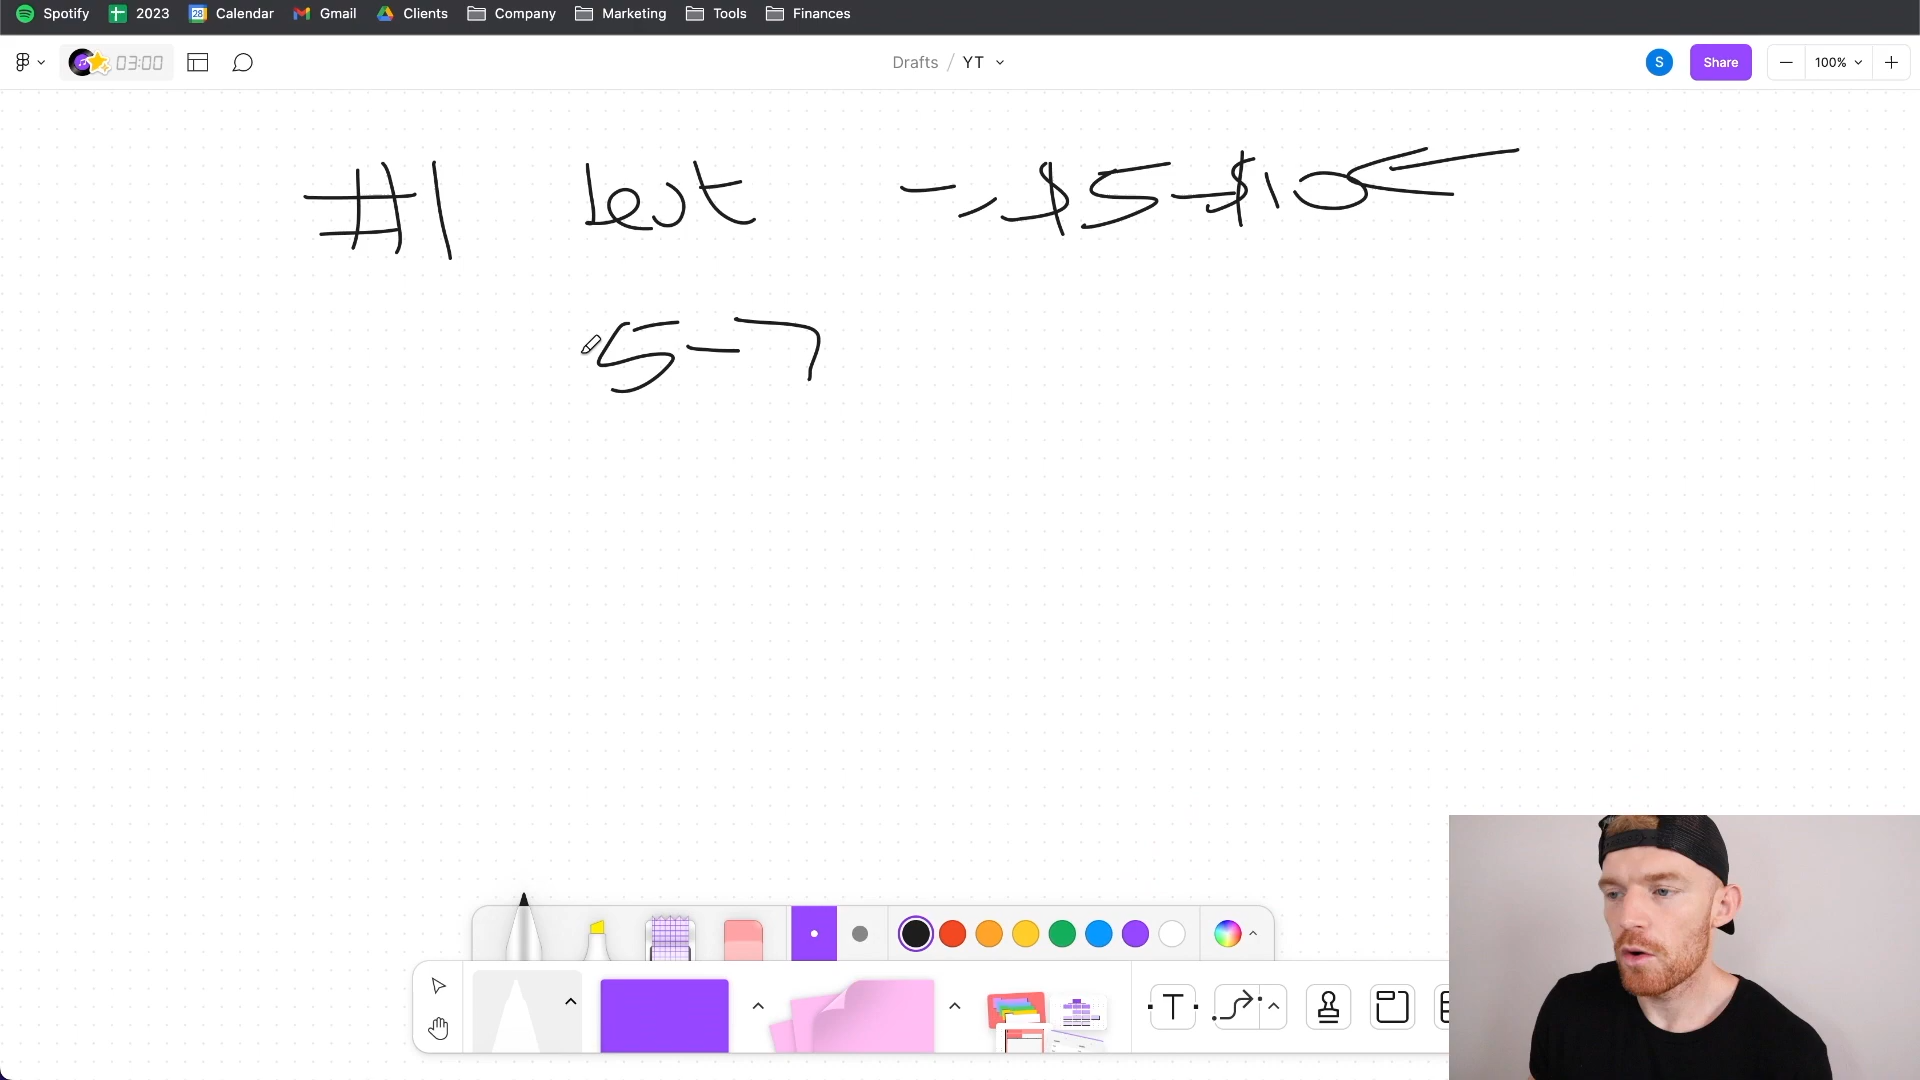 Spotify 2023 Calendar Gmail Clients Company Marketing Tools Finances
03:00 Drafts / YT S Share 100%
#1 - $5-$10
5-7
T